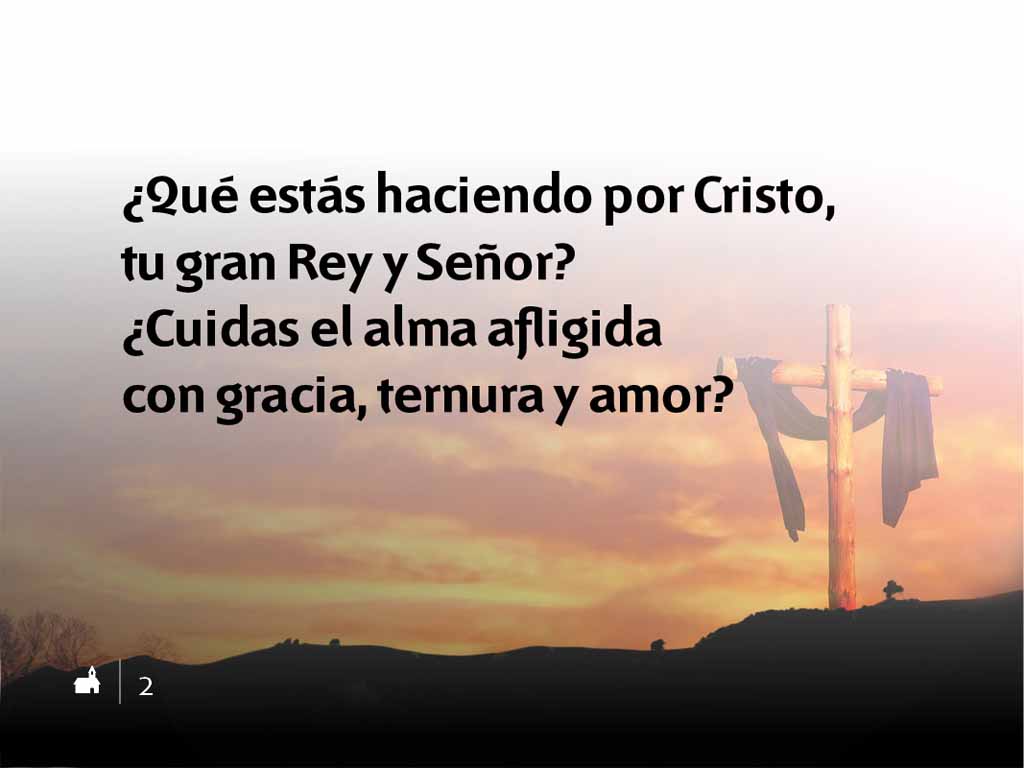 ¿Qué estás haciendo por Cristo,
tu gran Rey y Señor?
¿Cuidas el alma afligida
con gracia, ternura y amor?
2